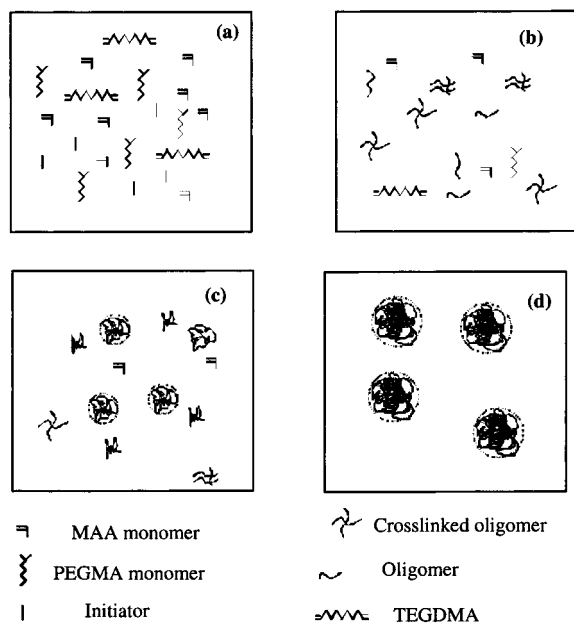 (a)
(b)
(c)
(d)
MAA monomer
Crosslinked oligomer
PEGMA monomer
Oligomer
Initiator
TEGDMA